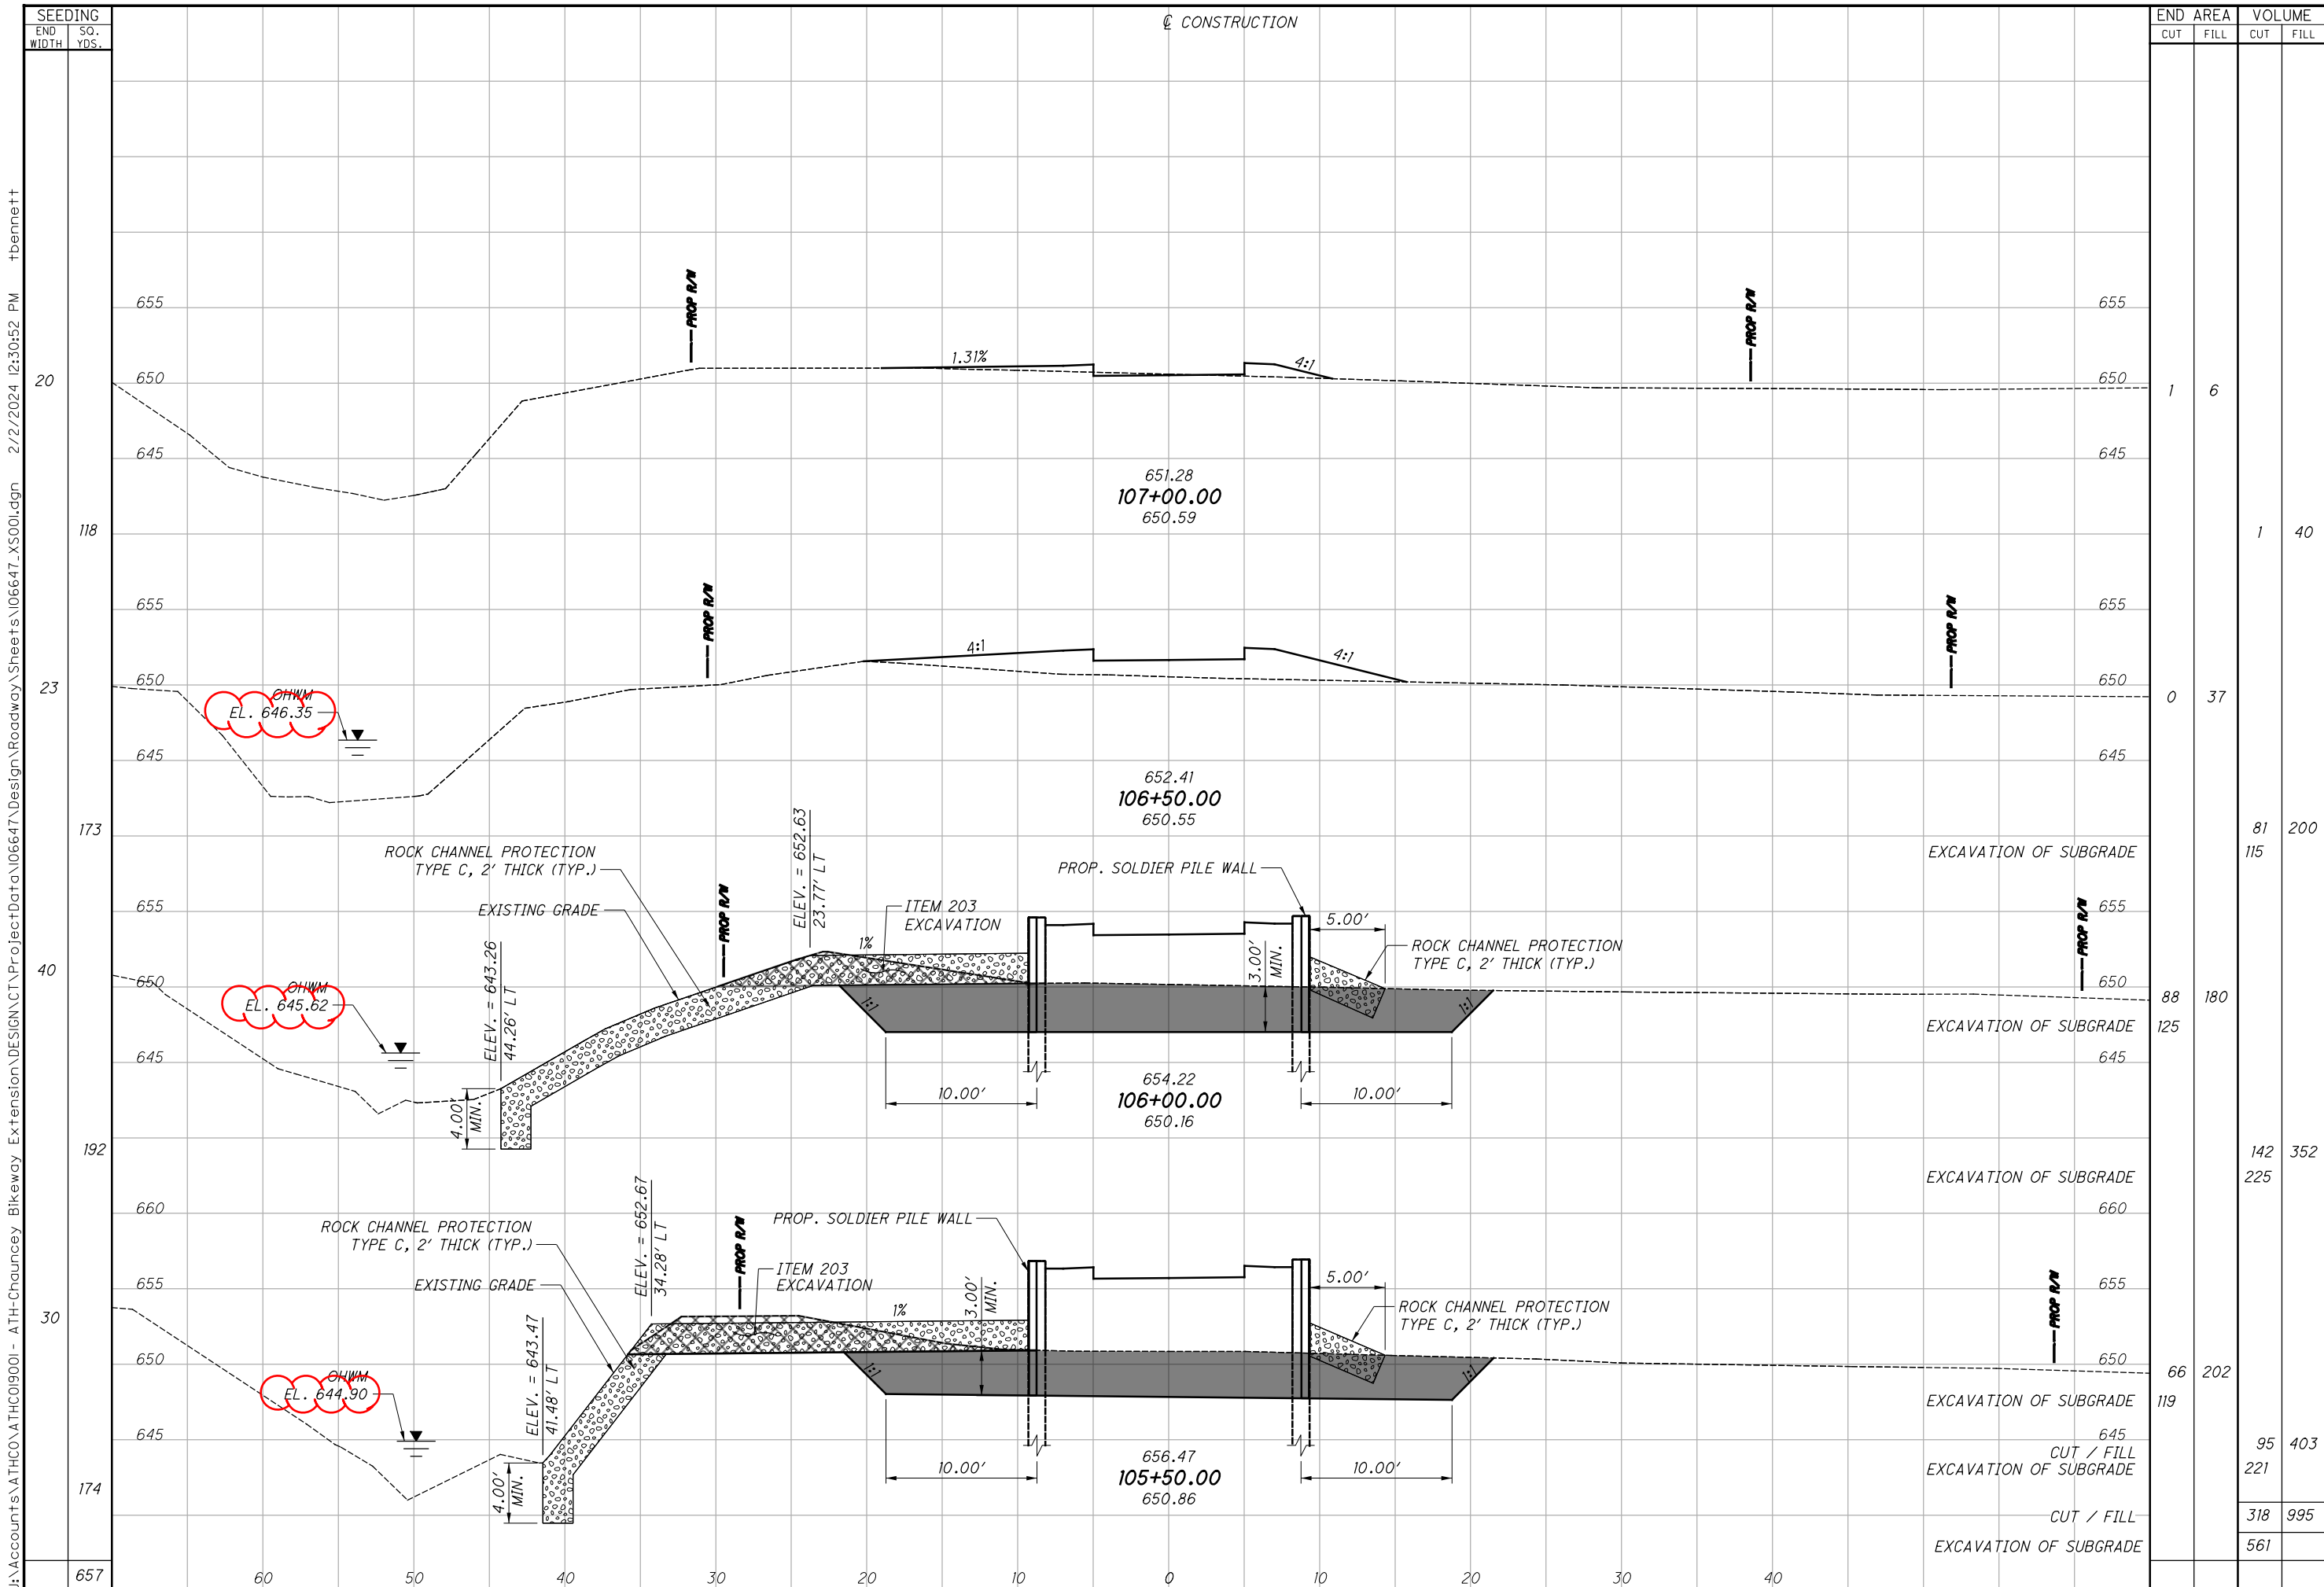 SEEDING
END WIDTH
SQ. YDS.
℄ CONSTRUCTION
END AREA
VOLUME
CUT
FILL
CUT
FILL
J:\Accounts\ATHCO\ATHCO19001 - ATH-Chauncey Bikeway Extension\DESIGN\CT\ProjectData\106647\Design\Roadway\Sheets\106647_XS001.dgn 2/2/2024 12:30:52 PM tbennett
PROP R/W
PROP R/W
655
655
1.31%
4:1
20
650
650
1
6
645
645
651.28
107+00.00
650.59
118
1
40
PROP R/W
PROP R/W
655
655
4:1
4:1
23
650
650
0
37
OHWM
EL. 646.35
645
645
652.41
106+50.00
650.55
173
81
200
EXCAVATION OF SUBGRADE
115
ROCK CHANNEL PROTECTION
TYPE C, 2' THICK (TYP.)
ELEV. = 652.63
23.77' LT
PROP. SOLDIER PILE WALL
PROP R/W
PROP R/W
655
655
EXISTING GRADE
ITEM 203
EXCAVATION
5.00'
1%
ROCK CHANNEL PROTECTION
TYPE C, 2' THICK (TYP.)
3.00'
MIN.
40
650
650
88
180
OHWM
EL. 645.62
1:1
1:1
EXCAVATION OF SUBGRADE
125
ELEV. = 643.26
44.26' LT
645
645
4.00'
MIN.
10.00'
10.00'
654.22
106+00.00
650.16
192
142
352
EXCAVATION OF SUBGRADE
225
660
660
ROCK CHANNEL PROTECTION
TYPE C, 2' THICK (TYP.)
ELEV. = 652.67
34.28' LT
PROP R/W
PROP. SOLDIER PILE WALL
PROP R/W
EXISTING GRADE
ITEM 203
EXCAVATION
655
655
3.00'
MIN.
5.00'
1%
ROCK CHANNEL PROTECTION
TYPE C, 2' THICK (TYP.)
30
650
650
66
202
OHWM
EL. 644.90
1:1
1:1
EXCAVATION OF SUBGRADE
119
ELEV. = 643.47
41.48' LT
645
645
CUT / FILL
95
403
EXCAVATION OF SUBGRADE
221
4.00'
MIN.
10.00'
10.00'
656.47
105+50.00
650.86
174
CUT / FILL
318
995
EXCAVATION OF SUBGRADE
561
657
60
50
40
30
20
10
0
10
20
30
40